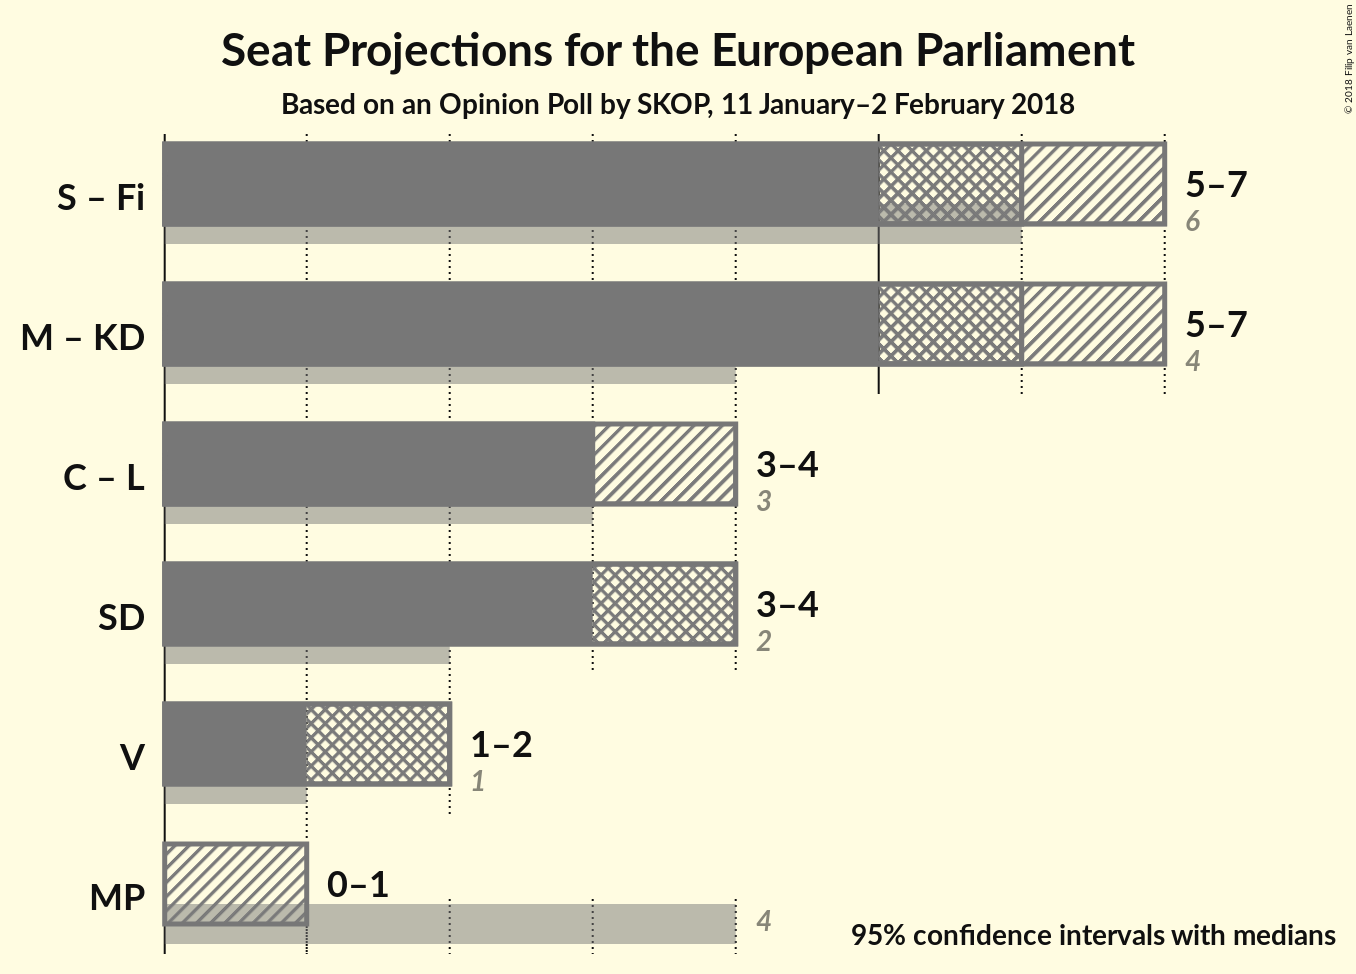 Seat Projections for the European Parliament
Based on an Opinion Poll by SKOP, 11 January–2 February 2018
© 2018 Filip van Laenen
S – Fi
5–7
6
M – KD
5–7
4
C – L
3–4
3
SD
3–4
2
V
1–2
1
MP
0–1
4
95% confidence intervals with medians